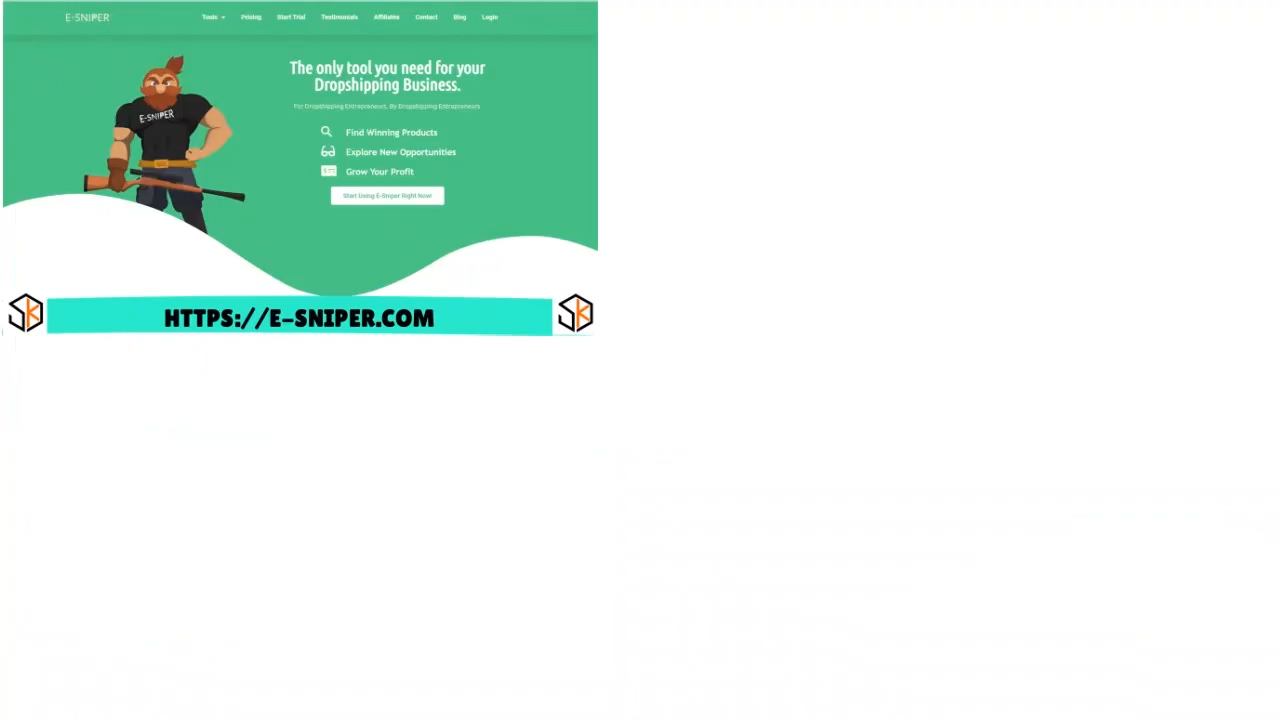 E-SNIPER
Tools Pricing Start Trial Testimonials Affiliates Contact Blog Login
The only tool you need for your
Dropshipping Business.
For Dropshipping Entrepreneurs, By Dropshipping Entrepreneurs
E-SNIPER
Find Winning Products
Explore New Opportunities
Grow Your Profit
Start Using E-Sniper Right Now!
HTTPS://E-SNIPER.COM